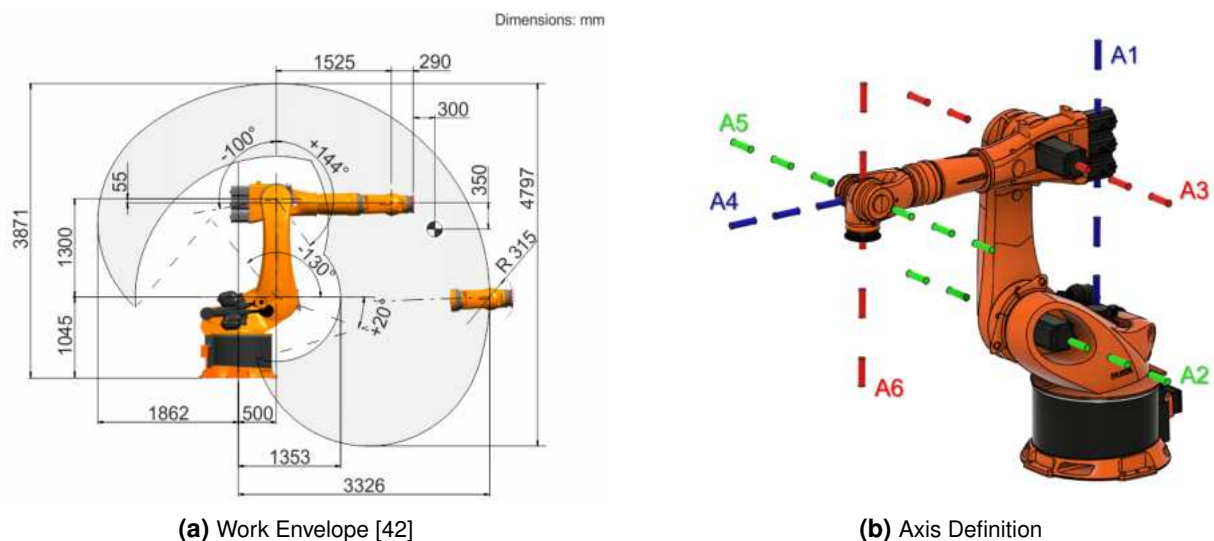 Dimensions: mm
1525
290
300
-100°
+144°
55
350
3871
4797
1300
-130°
R 315
+20°
1045
1862
500
1353
3326
(a) Work Envelope [42]
A1
A5
A4
A3
A2
A6
(b) Axis Definition